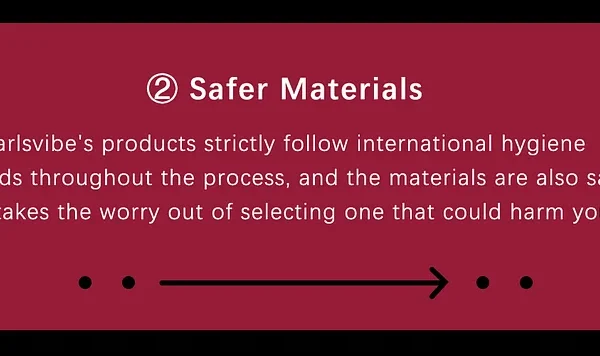 ② Safer Materials
arlsvibe's products strictly follow international hygiene
ds throughout the process, and the materials are also sa
takes the worry out of selecting one that could harm yo